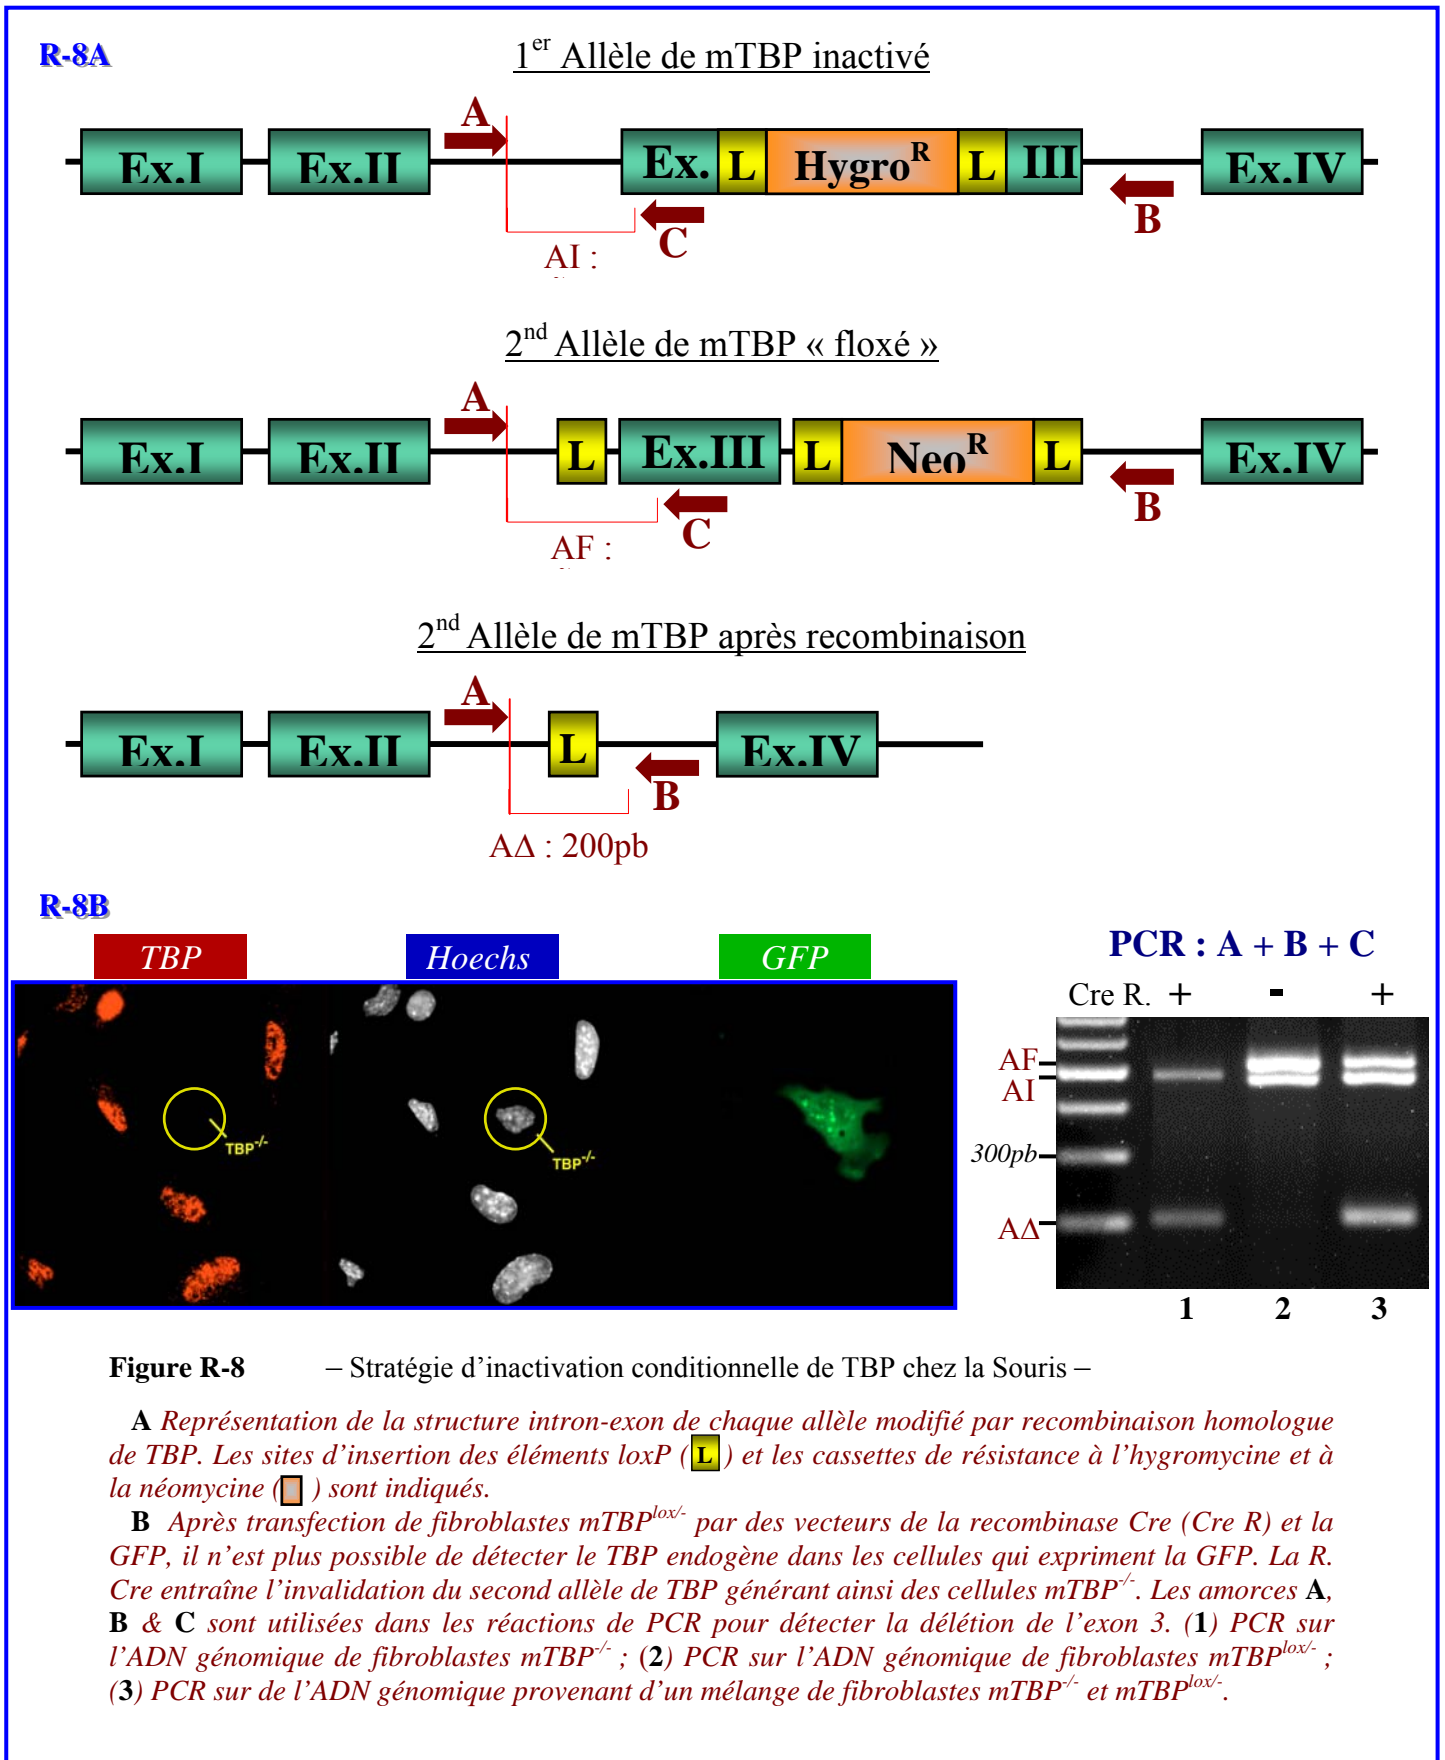 R-8A
1er Allèle de mTBP inactivé
A
Ex.I Ex.II Ex. L HygroR L III Ex.IV
C B
AI :
2nd Allèle de mTBP « floxé »
A
Ex.I Ex.II L Ex.III L NeoR L Ex.IV
C B
AF :
2nd Allèle de mTBP après recombinaison
A
Ex.I Ex.II L Ex.IV
B
AΔ : 200pb
R-8B
TBP Hoechs GFP
TBP-/-
TBP-/-
PCR : A + B + C
Cre R. + - +
AF
AI
300pb
AΔ
1 2 3
Figure R-8 – Stratégie d'inactivation conditionnelle de TBP chez la Souris –
A Représentation de la structure intron-exon de chaque allèle modifié par recombinaison homologue
de TBP. Les sites d'insertion des éléments loxP ( L ) et les cassettes de résistance à l'hygromycine et à
la néomycine ( ) sont indiqués.
B Après transfection de fibroblastes mTBPlox/- par des vecteurs de la recombinase Cre (Cre R) et la
GFP, il n'est plus possible de détecter le TBP endogène dans les cellules qui expriment la GFP. La R.
Cre entraîne l'invalidation du second allèle de TBP générant ainsi des cellules mTBP-/-. Les amorces A,
B & C sont utilisées dans les réactions de PCR pour détecter la délétion de l'exon 3. (1) PCR sur
l'ADN génomique de fibroblastes mTBP-/- ; (2) PCR sur l'ADN génomique de fibroblastes mTBPlox/- ;
(3) PCR sur de l'ADN génomique provenant d'un mélange de fibroblastes mTBP-/- et mTBPlox/-.